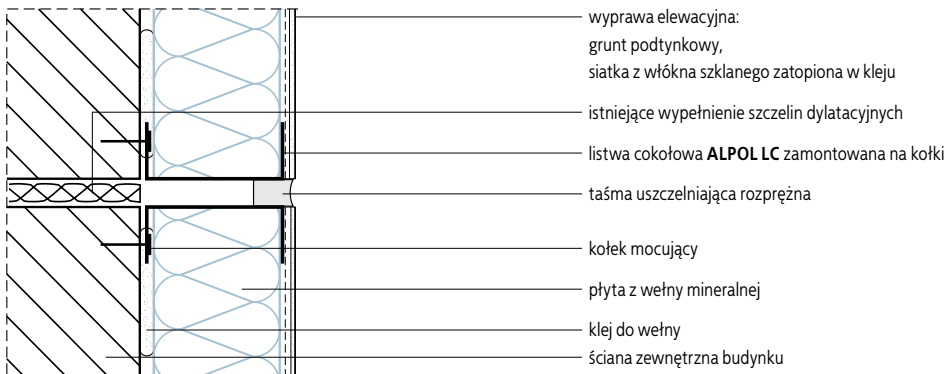 wyprawa elewacyjna:
grunt podtynkowy,
siatka z włókna szklanego zatopiona w kleju
istniejące wypełnienie szczelin dylatacyjnych
listwa cokołowa ALPOL LC zamontowana na kołki
taśma uszczelniająca rozprężna
kołek mocujący
płyta z wełny mineralnej
klej do wełny
ściana zewnętrzna budynku